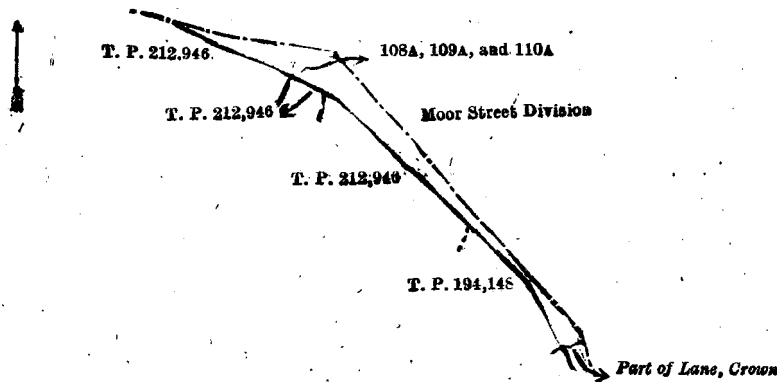 T. P. 212,946
108A, 109A, and 110A
T. P. 212,946
Moor Street Division
T. P. 212,946
T. P. 194,148
Part of Lane, Crown